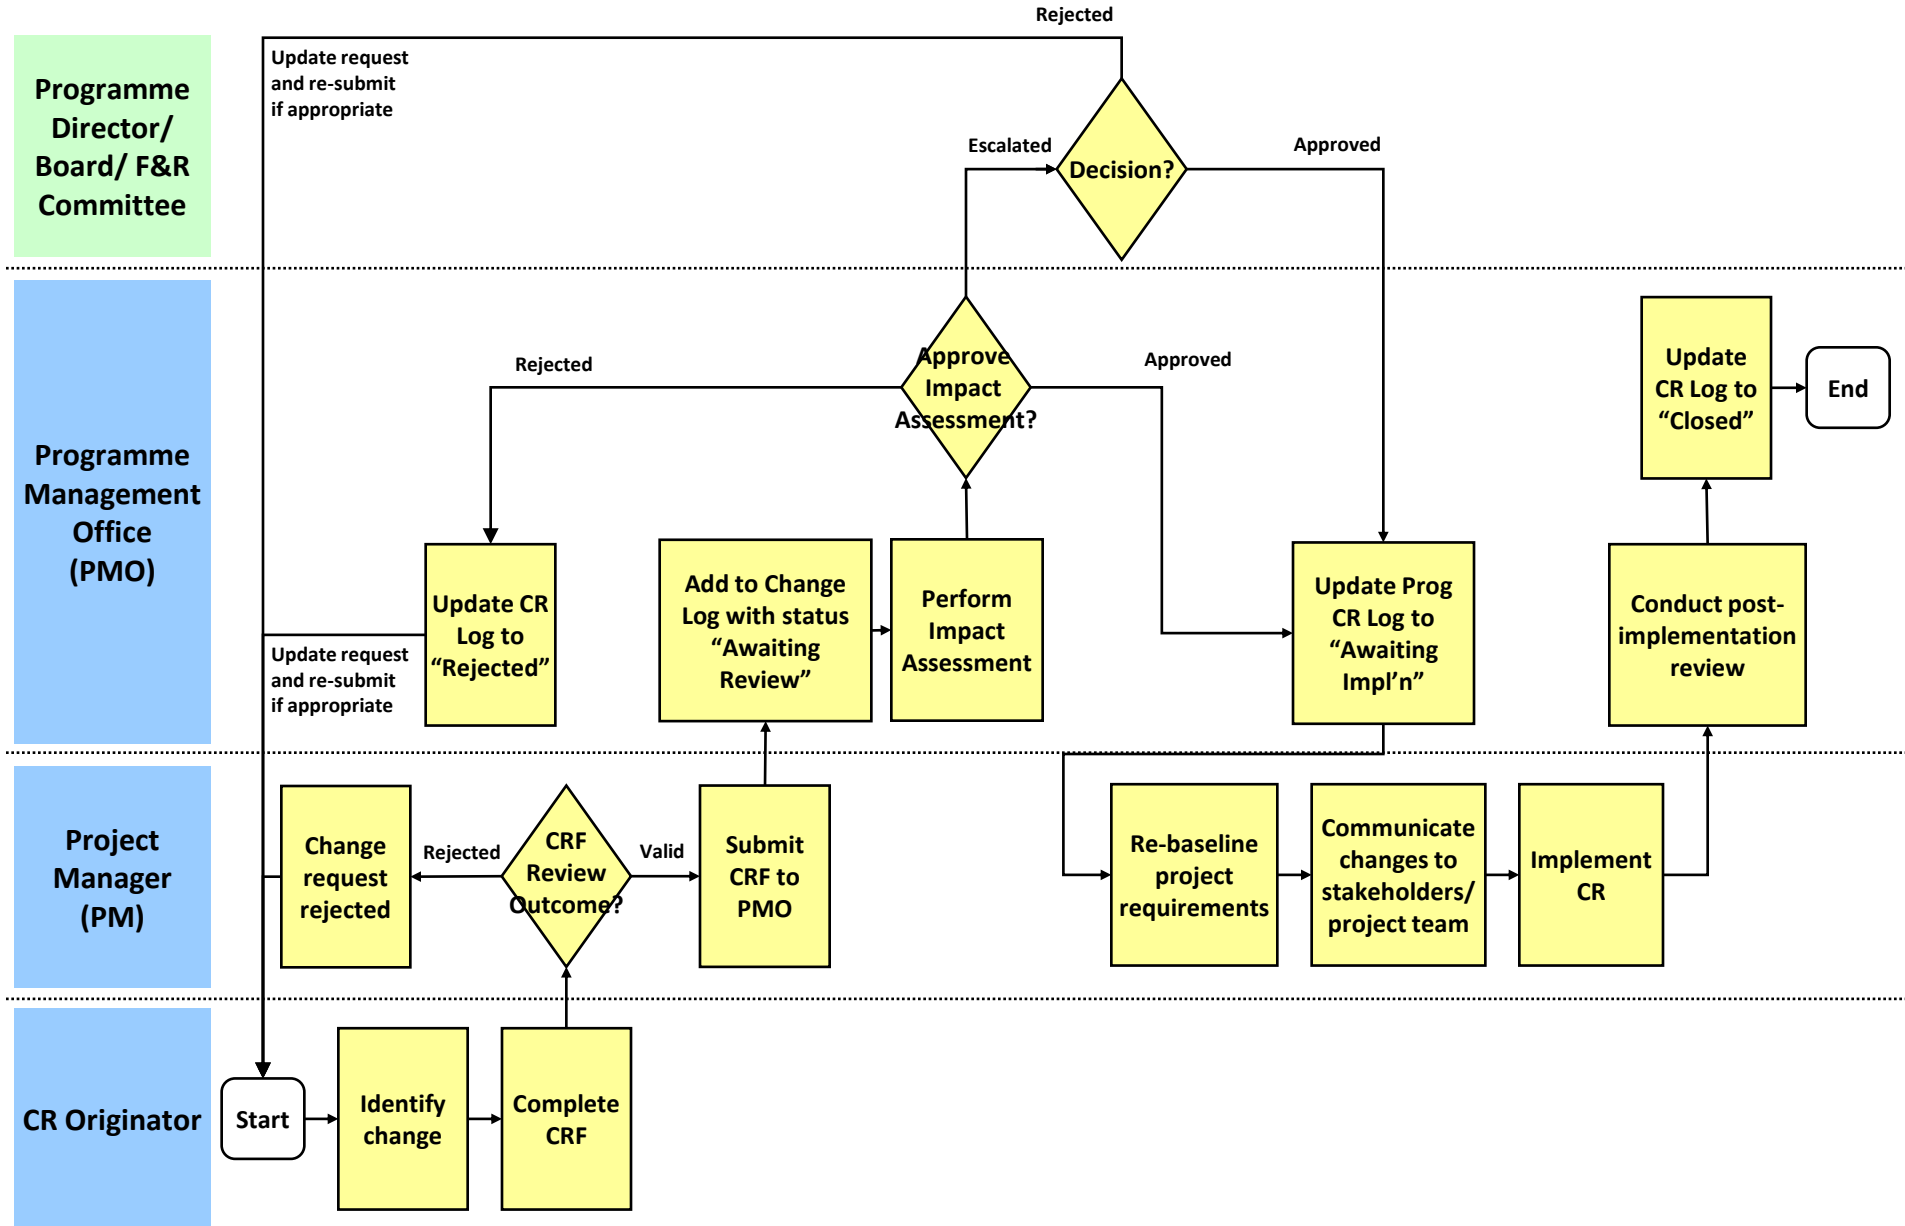 Rejected
Programme
Director/
Board/ F&R
Committee
Update request
and re-submit
if appropriate
Escalated
Decision?
Approved
Programme
Management
Office
(PMO)
Rejected
Approve
Impact
Assessment?
Approved
Update
CR Log to
“Closed”
End
Update CR
Log to
“Rejected”
Add to Change
Log with status
“Awaiting
Review”
Perform
Impact
Assessment
Update Prog
CR Log to
“Awaiting
Impl’n”
Conduct post-
implementation
review
Update request
and re-submit
if appropriate
Project
Manager
(PM)
Change
request
rejected
Rejected
CRF
Review
Outcome?
Valid
Submit
CRF to
PMO
Re-baseline
project
requirements
Communicate
changes to
stakeholders/
project team
Implement
CR
CR Originator
Start
Identify
change
Complete
CRF